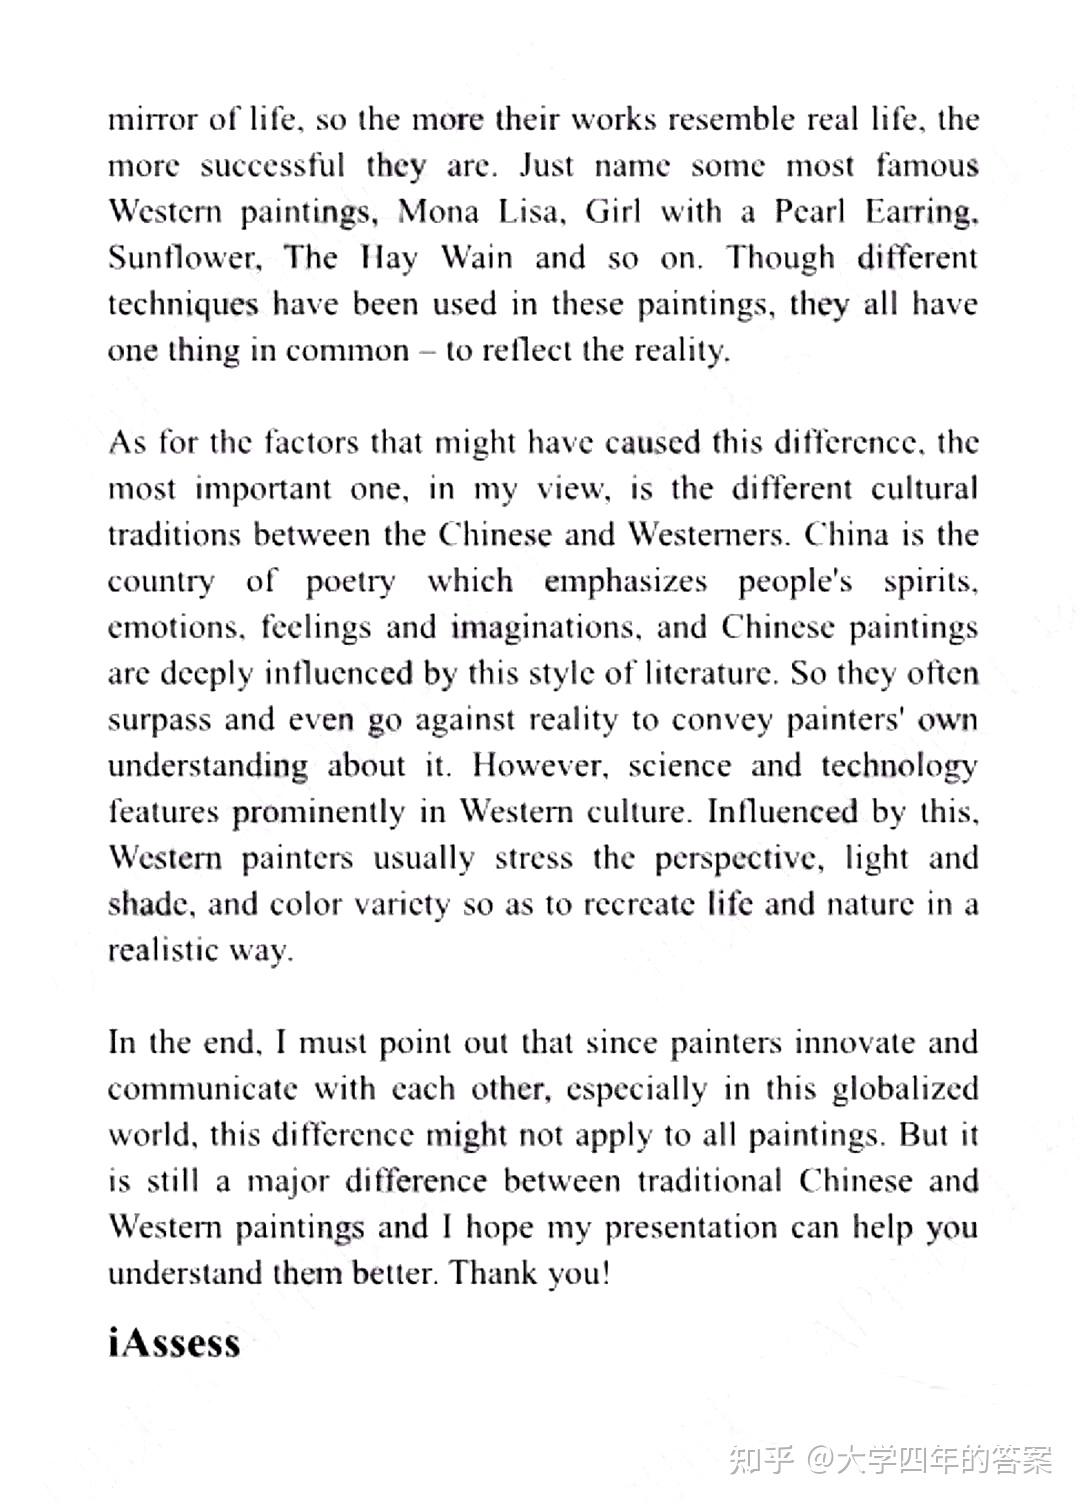 mirror of life, so the more their works resemble real life, the
more successful they are. Just name some most famous
Western paintings, Mona Lisa, Girl with a Pearl Earring,
Sunflower, The Hay Wain and so on. Though different
techniques have been used in these paintings, they all have
one thing in common – to reflect the reality.
As for the factors that might have caused this difference, the
most important one, in my view, is the different cultural
traditions between the Chinese and Westerners. China is the
country of poetry which emphasizes people's spirits,
emotions, feelings and imaginations, and Chinese paintings
are deeply influenced by this style of literature. So they often
surpass and even go against reality to convey painters' own
understanding about it. However, science and technology
features prominently in Western culture. Influenced by this,
Western painters usually stress the perspective, light and
shade, and color variety so as to recreate life and nature in a
realistic way.
In the end, I must point out that since painters innovate and
communicate with each other, especially in this globalized
world, this difference might not apply to all paintings. But it
is still a major difference between traditional Chinese and
Western paintings and I hope my presentation can help you
understand them better. Thank you!
iAssess
知乎 @大学四年的答案